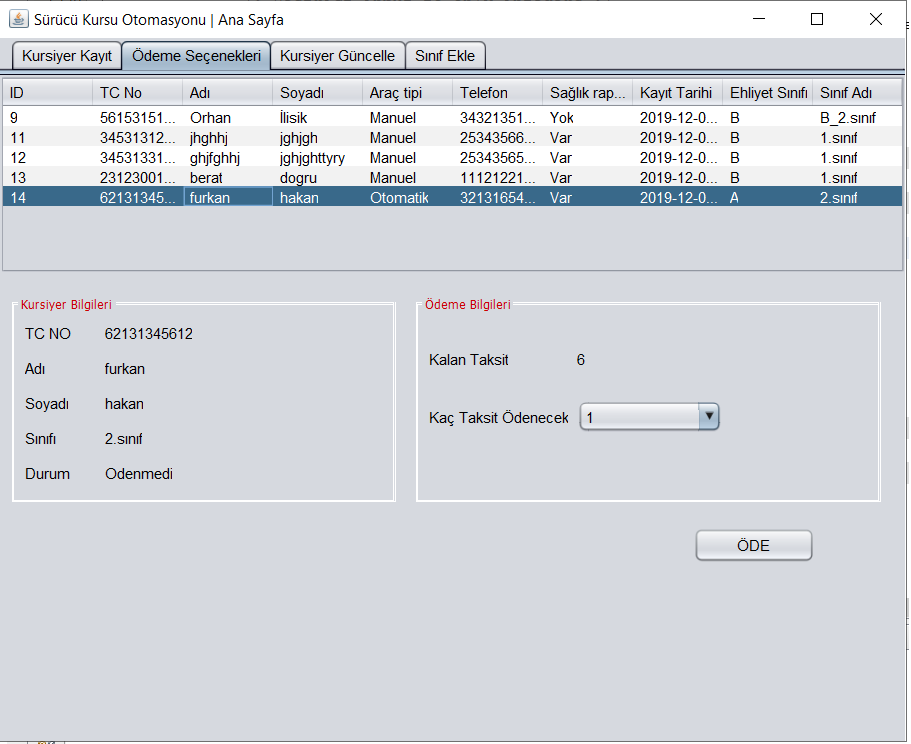 Sürücü Kursu Otomasyonu | Ana Sayfa
Kursiyer Kayıt Ödeme Seçenekleri Kursiyer Güncelle Sınıf Ekle
ID TC No Adı Soyadı Araç tipi Telefon Sağlık rap... Kayıt Tarihi Ehliyet Sınıfı Sınıf Adı
9 56153151... Orhan İlisik Manuel 34321351... Yok 2019-12-0... B B_2.sınıf
11 34531312... jhghhj jghjgh Manuel 25343566... Var 2019-12-0... B 1.sınıf
12 34531331... ghjfghhj jghjghttyry Manuel 25343565... Var 2019-12-0... B 1.sınıf
13 23123001... berat dogru Manuel 11121221... Var 2019-12-0... B 1.sınıf
14 62131345... furkan hakan Otomatik 32131654... Var 2019-12-0... A 2.sınıf
Kursiyer Bilgileri
TC NO 62131345612
Adı furkan
Soyadı hakan
Sınıfı 2.sınıf
Durum Odenmedi
Ödeme Bilgileri
Kalan Taksit 6
Kaç Taksit Ödenecek 1
ÖDE